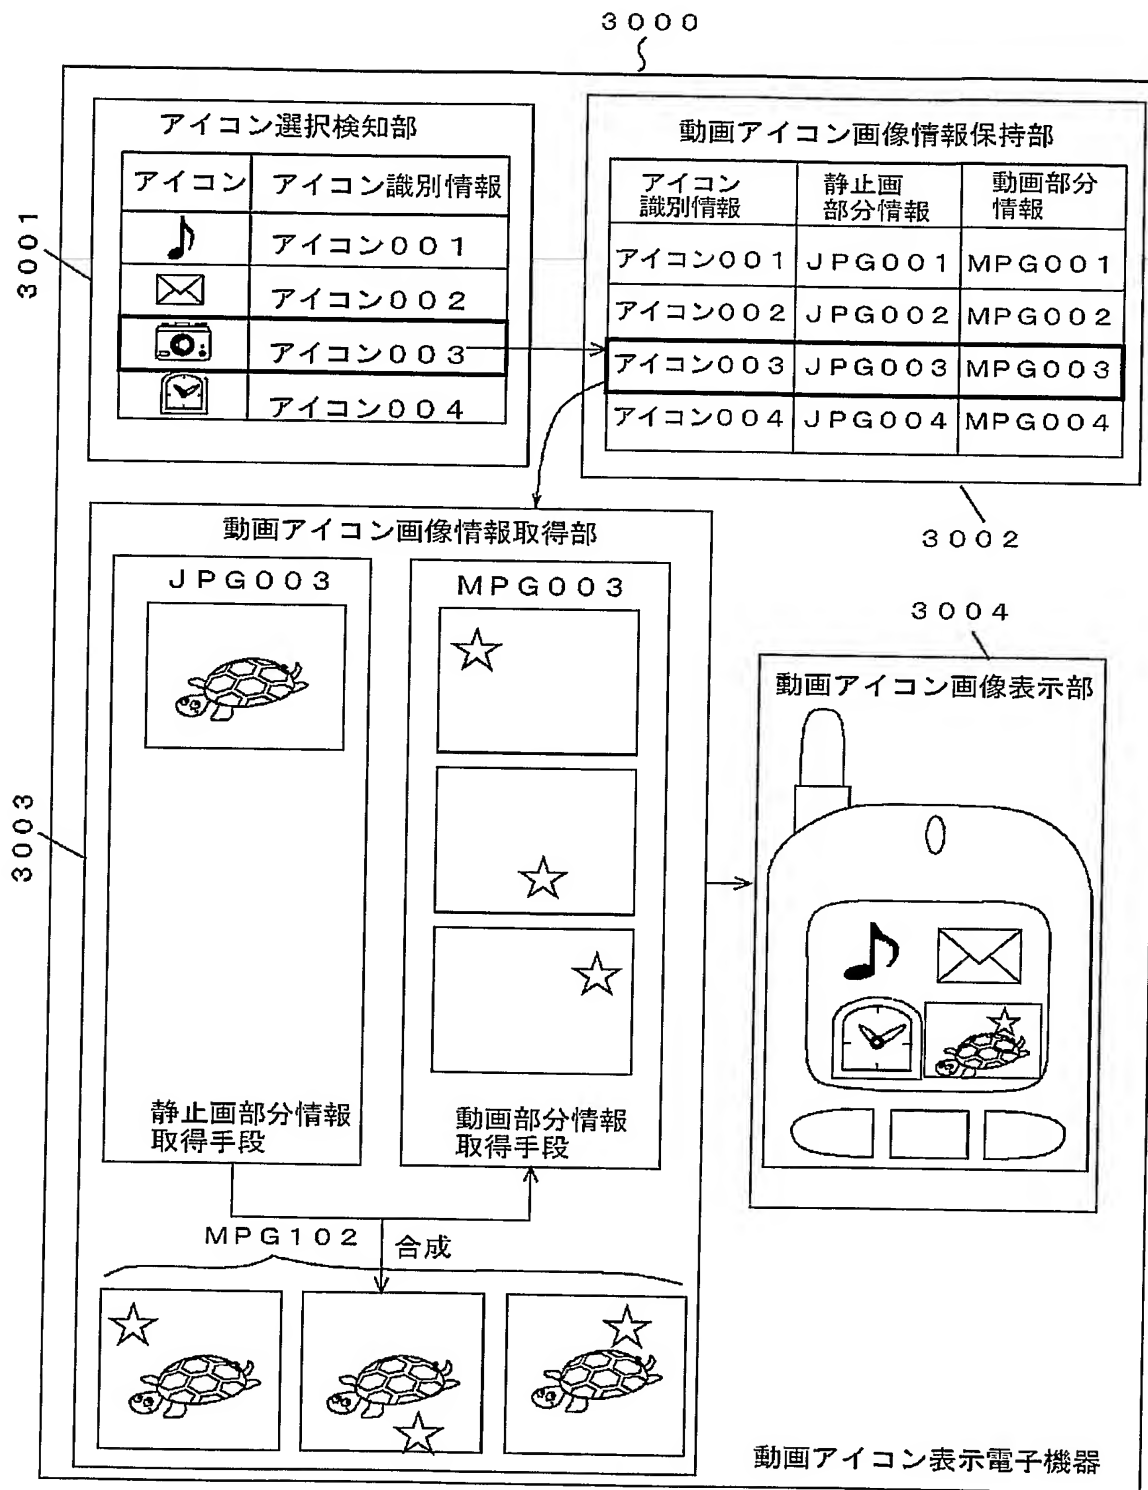 ３０００
アイコン選択検知部
アイコン アイコン識別情報
アイコン００１
アイコン００２
アイコン００３
アイコン００４
３００１
動画アイコン画像情報保持部
アイコン
識別情報
静止画
部分情報
動画部分
情報
アイコン００１ ＪＰＧ００１ ＭＰＧ００１
アイコン００２ ＪＰＧ００２ ＭＰＧ００２
アイコン００３ ＪＰＧ００３ ＭＰＧ００３
アイコン００４ ＪＰＧ００４ ＭＰＧ００４
３００２
動画アイコン画像情報取得部
ＪＰＧ００３
静止画部分情報
取得手段
ＭＰＧ００３
動画部分情報
取得手段
３００３
ＭＰＧ１０２
合成
３００４
動画アイコン画像表示部
動画アイコン表示電子機器